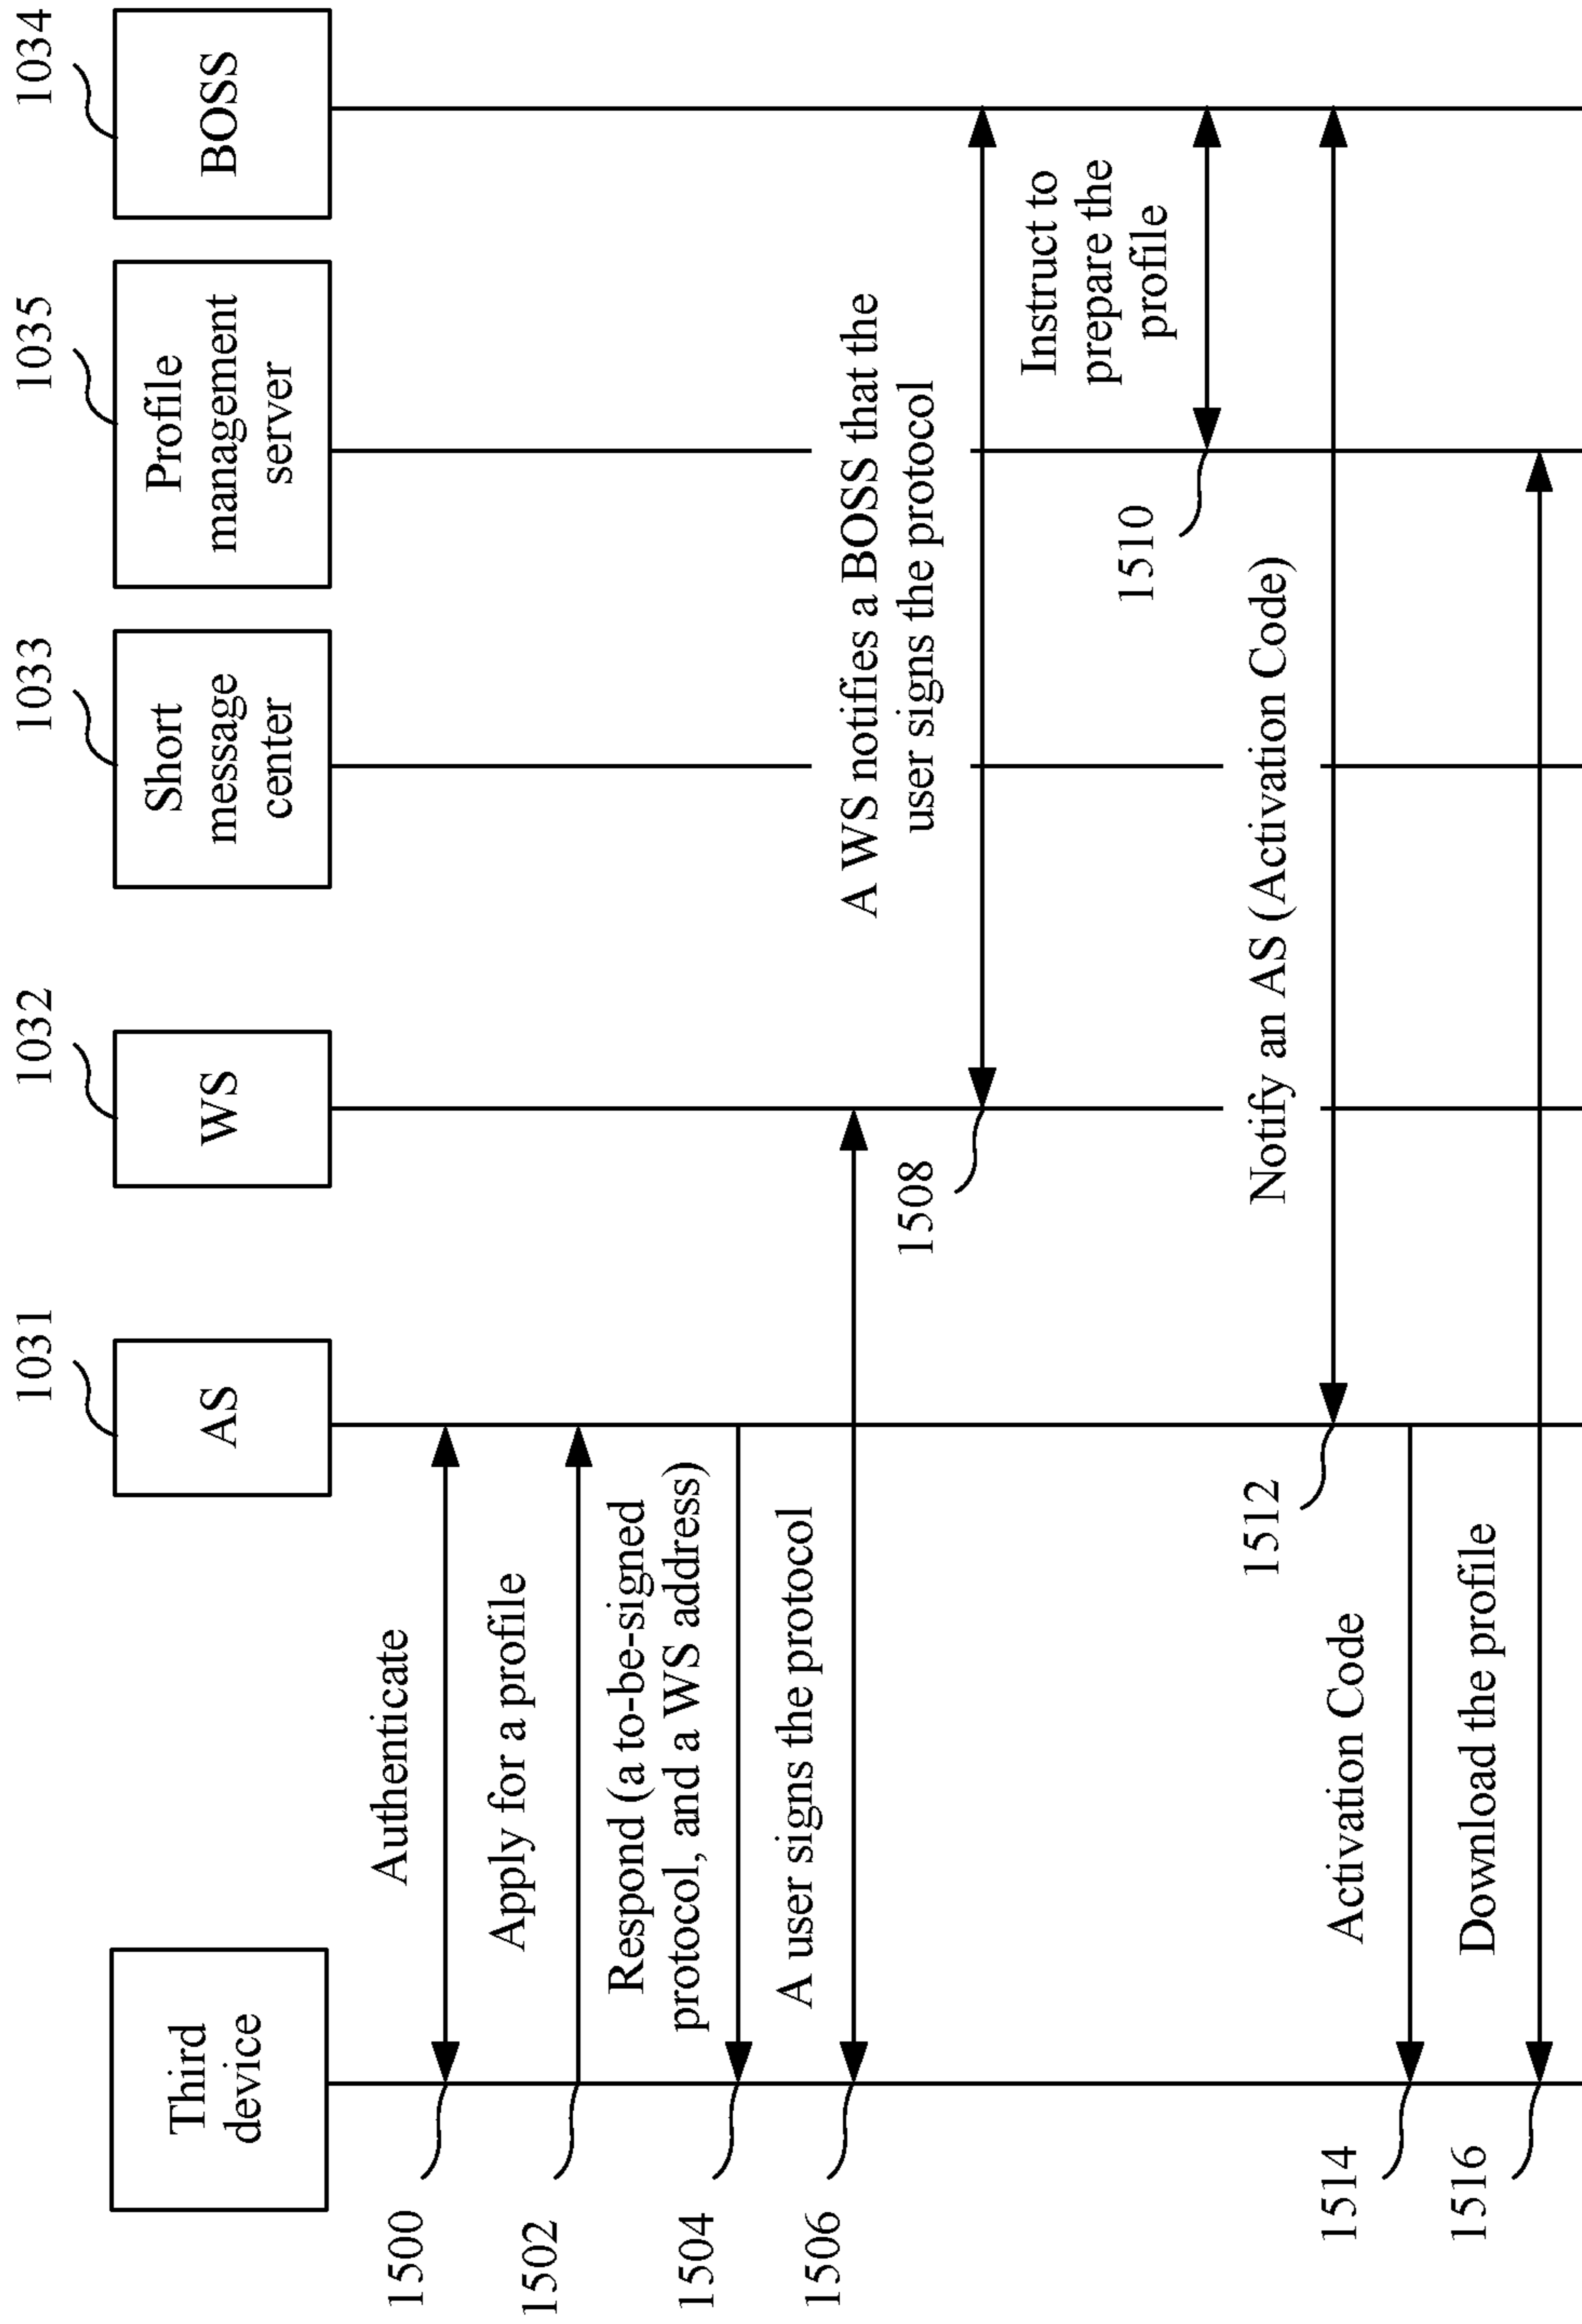 1031
1032
1033
1035
1034
Third
device
AS
WS
Short
message
center
Profile
management
server
BOSS
1500
Authenticate
1502
Apply for a profile
1504
Respond (a to-be-signed
protocol, and a WS address)
1506
A user signs the protocol
A WS notifies a BOSS that the
user signs the protocol
1508
Instruct to
prepare the
profile
1510
Notify an AS (Activation Code)
1512
1514
Activation Code
1516
Download the profile